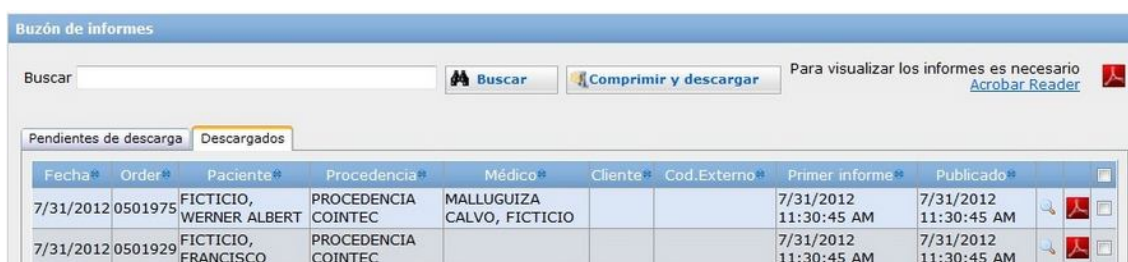 Buzón de informes
Buscar
Buscar
Comprimir y descargar
Para visualizar los informes es necesario
Acrobar Reader
Pendientes de descarga Descargados
Fecha Order Paciente Procedencia Médico Cliente Cod.Externo Primer informe Publicado
7/31/2012 0501975 FICTICIO, WERNER ALBERT PROCEDENCIA COINTEC MALLUGUIZA CALVO, FICTICIO 7/31/2012 11:30:45 AM 7/31/2012 11:30:45 AM
7/31/2012 0501929 FICTICIO, FRANCISCO PROCEDENCIA COINTEC 7/31/2012 11:30:45 AM 7/31/2012 11:30:45 AM